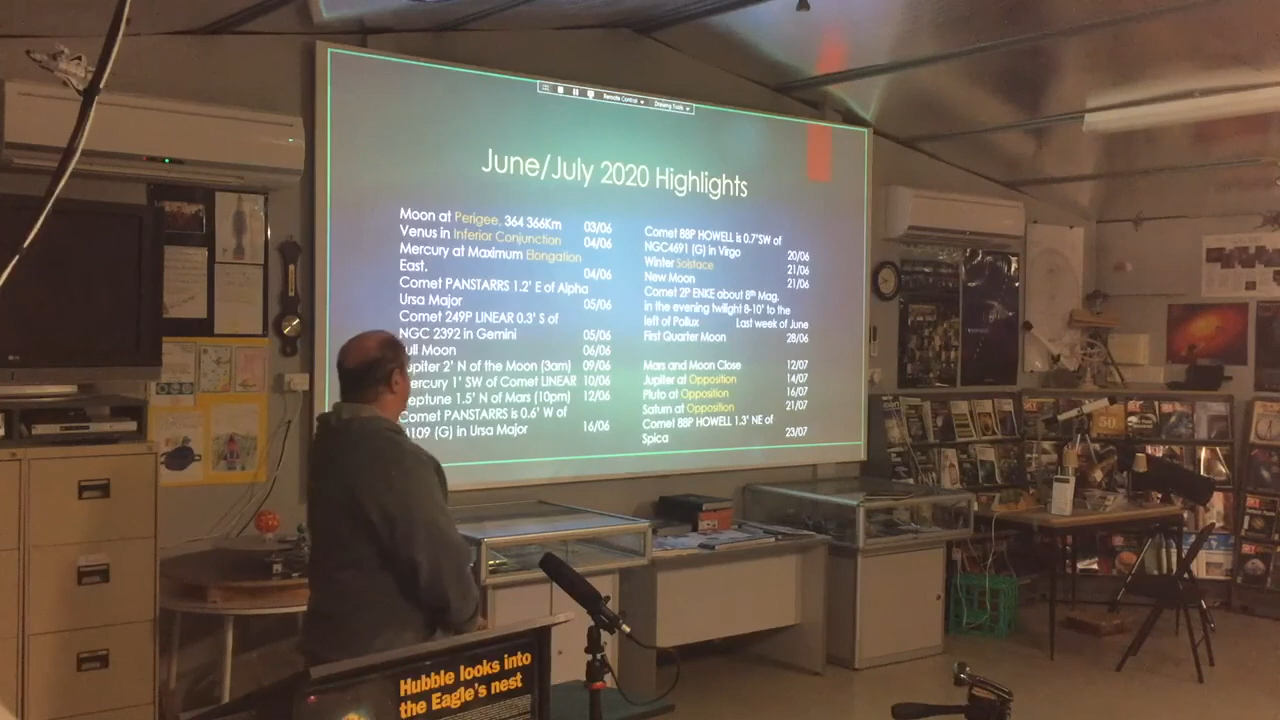 Remote Control
Drawing Tools
June/July 2020 Highlights
Moon at Perigee, 364 366Km 03/06
Venus in Inferior Conjunction 04/06
Mercury at Maximum Elongation
East. 04/06
Comet PANSTARRS 1.2' E of Alpha
Ursa Major 05/06
Comet 249P LINEAR 0.3' S of
NGC 2392 in Gemini 05/06
ull Moon 06/06
upiter 2' N of the Moon (3am) 09/06
ercury 1' SW of Comet LINEAR 10/06
eptune 1.5' N of Mars (10pm) 12/06
Comet PANSTARRS is 0.6' W of
M109 (G) in Ursa Major 16/06
Comet 88P HOWELL is 0.7'SW of
NGC4691 (G) in Virgo 20/06
Winter Solstace 21/06
New Moon 21/06
Comet 2P ENKE about 8th Mag.
in the evening twilight 8-10' to the
left of Pollux Last week of June
First Quarter Moon 28/06
Mars and Moon Close 12/07
Jupiter at Opposition 14/07
Pluto at Opposition 16/07
Saturn at Opposition 21/07
Comet 88P HOWELL 1.3' NE of
Spica 23/07
LG
50
Hubble looks into
the Eagle's nest